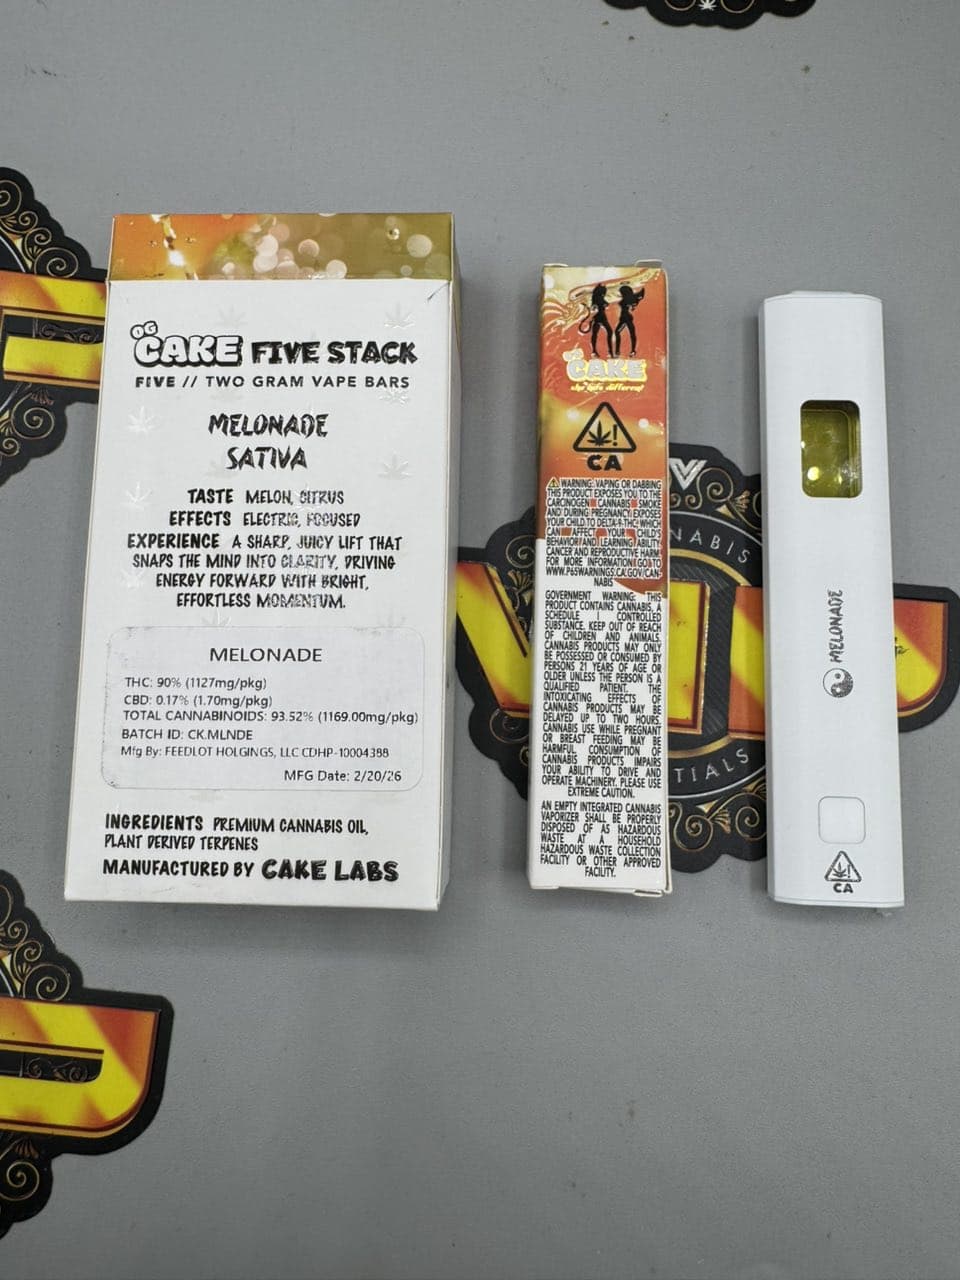 OG
CAKE FIVE STACK
FIVE // TWO GRAM VAPE BARS
MELONADE
SATIVA
TASTE MELON, CITRUS
EFFECTS ELECTRIC, FOCUSED
EXPERIENCE A SHARP, JUICY LIFT THAT
SNAPS THE MIND INTO CLARITY, DRIVING
ENERGY FORWARD WITH BRIGHT,
EFFORTLESS MOMENTUM.
MELONADE
THC: 90% (1127mg/pkg)
CBD: 0.17% (1.70mg/pkg)
TOTAL CANNABINOIDS: 93.52% (1169.00mg/pkg)
BATCH ID: CK.MLNDE
Mfg By: FEEDLOT HOLGINGS, LLC CDHP-10004388
MFG Date: 2/20/26
INGREDIENTS PREMIUM CANNABIS OIL,
PLANT DERIVED TERPENES
MANUFACTURED BY CAKE LABS
OG
CAKE
she hits different
CA
WARNING: VAPING OR DABBING
THIS PRODUCT EXPOSES YOU TO THE
CARCINOGEN CANNABIS SMOKE
AND DURING PREGNANCY EXPOSES
YOUR CHILD TO DELTA-9-THC WHICH
CAN AFFECT YOUR CHILD'S
BEHAVIOR AND LEARNING ABILITY
CANCER AND REPRODUCTIVE HARM
FOR MORE INFORMATION GO TO
WWW.P65WARNINGS.CA.GOV/CAN-
NABIS
GOVERNMENT WARNING: THIS
PRODUCT CONTAINS CANNABIS, A
SCHEDULE I CONTROLLED
SUBSTANCE. KEEP OUT OF REACH
OF CHILDREN AND ANIMALS.
CANNABIS PRODUCTS MAY ONLY
BE POSSESSED OR CONSUMED BY
PERSONS 21 YEARS OF AGE OR
OLDER UNLESS THE PERSON IS A
QUALIFIED PATIENT. THE
INTOXICATING EFFECTS OF
CANNABIS PRODUCTS MAY BE
DELAYED UP TO TWO HOURS.
CANNABIS USE WHILE PREGNANT
OR BREAST FEEDING MAY BE
HARMFUL. CONSUMPTION OF
CANNABIS PRODUCTS IMPAIRS
YOUR ABILITY TO DRIVE AND
OPERATE MACHINERY. PLEASE USE
EXTREME CAUTION.
AN EMPTY INTEGRATED CANNABIS
VAPORIZER SHALL BE PROPERLY
DISPOSED OF AS HAZARDOUS
WASTE AT A HOUSEHOLD
HAZARDOUS WASTE COLLECTION
FACILITY OR OTHER APPROVED
FACILITY.
MELONADE
CA
NABIS
TIALS